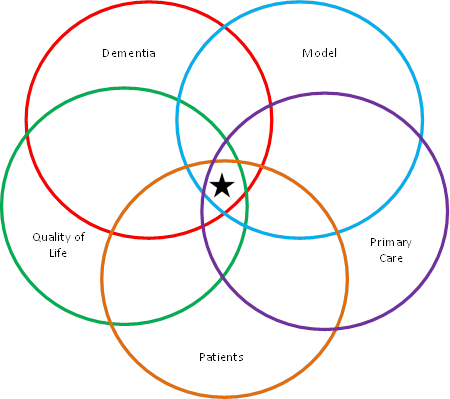 Dementia
Model
Quality of
Life
Primary
Care
Patients